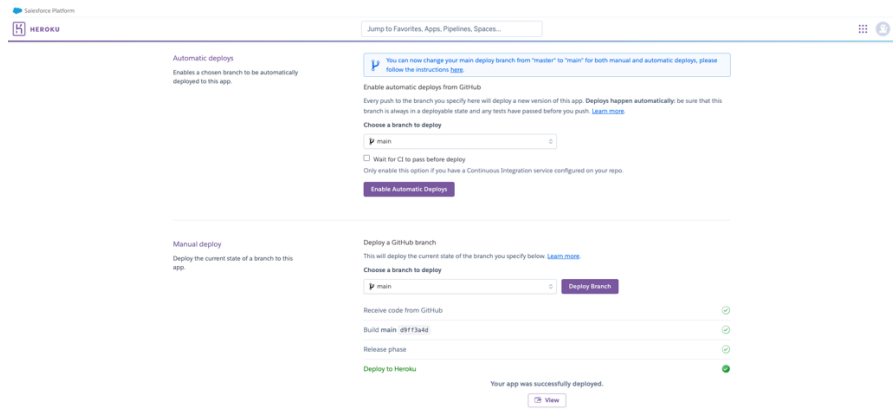 Salesforce Platform
HEROKU
Jump to Favorites, Apps, Pipelines, Spaces...
Automatic deploys
Enables a chosen branch to be automatically
deployed to this app.
You can now change your main deploy branch from "master" to "main" for both manual and automatic deploys, please
follow the instructions here.
Enable automatic deploys from GitHub
Every push to the branch you specify here will deploy a new version of this app. Deploys happen automatically: be sure that this
branch is always in a deployable state and any tests have passed before you push. Learn more.
Choose a branch to deploy
main
Wait for CI to pass before deploy
Only enable this option if you have a Continuous Integration service configured on your repo.
Enable Automatic Deploys
Manual deploy
Deploy the current state of a branch to this
app.
Deploy a GitHub branch
This will deploy the current state of the branch you specify below. Learn more.
Choose a branch to deploy
main
Deploy Branch
Receive code from GitHub
Build main d9ff3a4d
Release phase
Deploy to Heroku
Your app was successfully deployed.
View